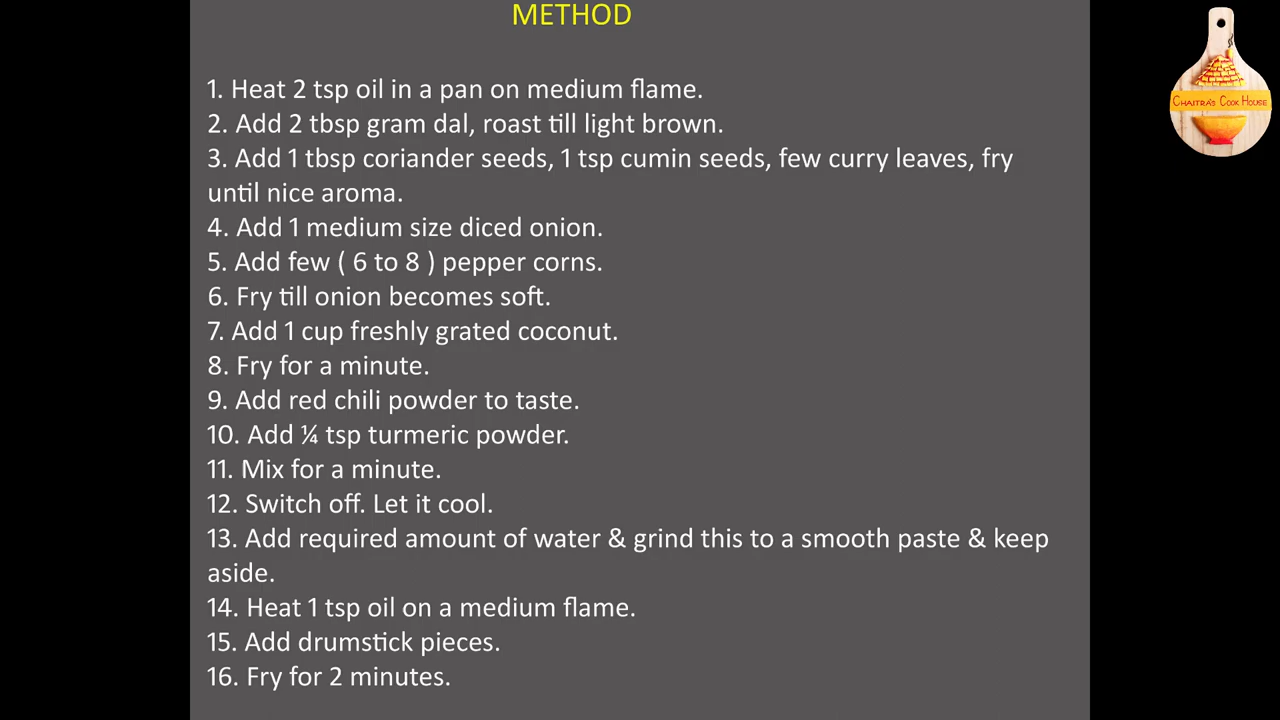 METHOD
1. Heat 2 tsp oil in a pan on medium flame.
2. Add 2 tbsp gram dal, roast till light brown.
3. Add 1 tbsp coriander seeds, 1 tsp cumin seeds, few curry leaves, fry
until nice aroma.
4. Add 1 medium size diced onion.
5. Add few ( 6 to 8 ) pepper corns.
6. Fry till onion becomes soft.
7. Add 1 cup freshly grated coconut.
8. Fry for a minute.
9. Add red chili powder to taste.
10. Add ¼ tsp turmeric powder.
11. Mix for a minute.
12. Switch off. Let it cool.
13. Add required amount of water & grind this to a smooth paste & keep
aside.
14. Heat 1 tsp oil on a medium flame.
15. Add drumstick pieces.
16. Fry for 2 minutes.
CHAITRA'S COOK HOUSE